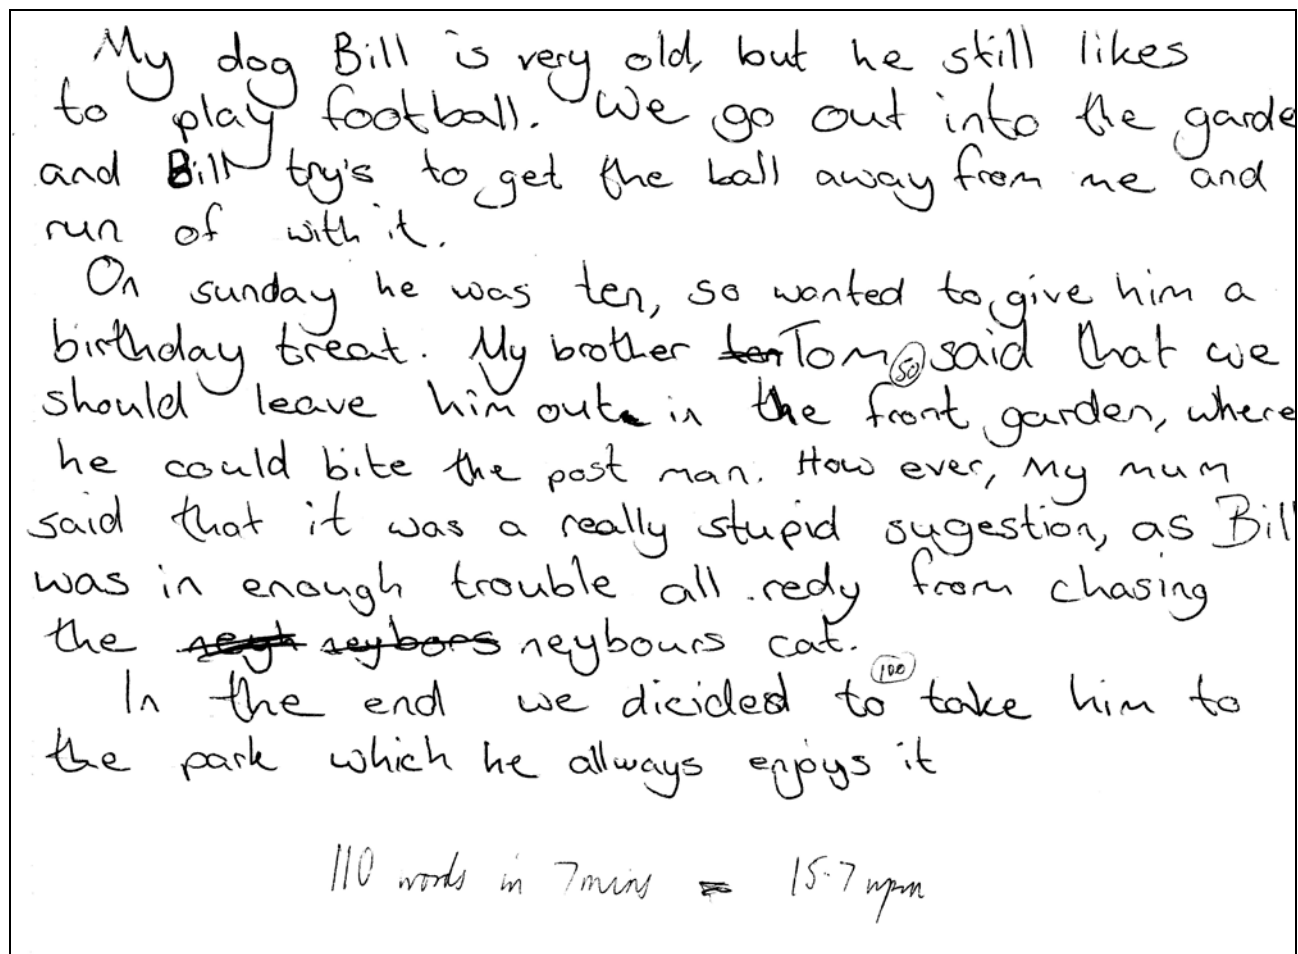 My dog Bill is very old, but he still likes
to play football. We go out into the garde
and Bill try's to get the ball away from me and
run of with it.
On sunday he was ten, so wanted to give him a
birthday treat. My brother ten Tom 50 said that we
should leave him out in the front garden, where
he could bite the post man. How ever, My mum
said that it was a really stupid sugestion, as Bill
was in enough trouble all redy from chasing
the neygh neybors neybours cat.
100
In the end we dicided to take him to
the park which he allways enjoys it
110 words in 7 mins = 15.7 wpm